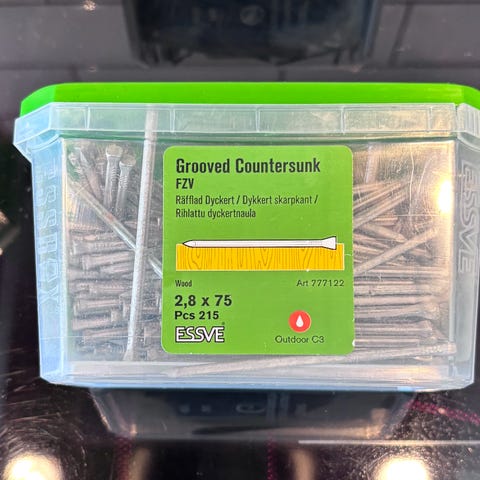 Grooved Countersunk
FZV
Räfflad Dyckert / Dykkert skarpkant /
Rihlattu dyckertnaula
Wood
Art 777122
2,8 x 75
Pcs 215
ESSVE
Outdoor C3
ESSVE